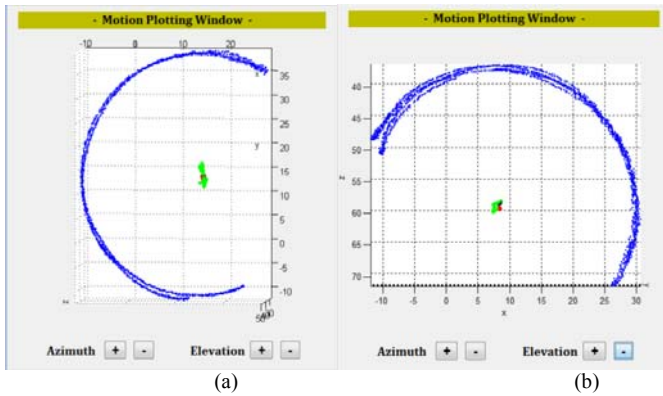 - Motion Plotting Window -
-10 0 10 20
x
35
30
25
20
y
15
10
5
0
-5
-10
z
Azimuth + - Elevation + -
(a)
- Motion Plotting Window -
40
45
50
55
z
60
65
70
-10 -5 0 5 10 15 20 25 30
x
Azimuth + - Elevation + -
(b)